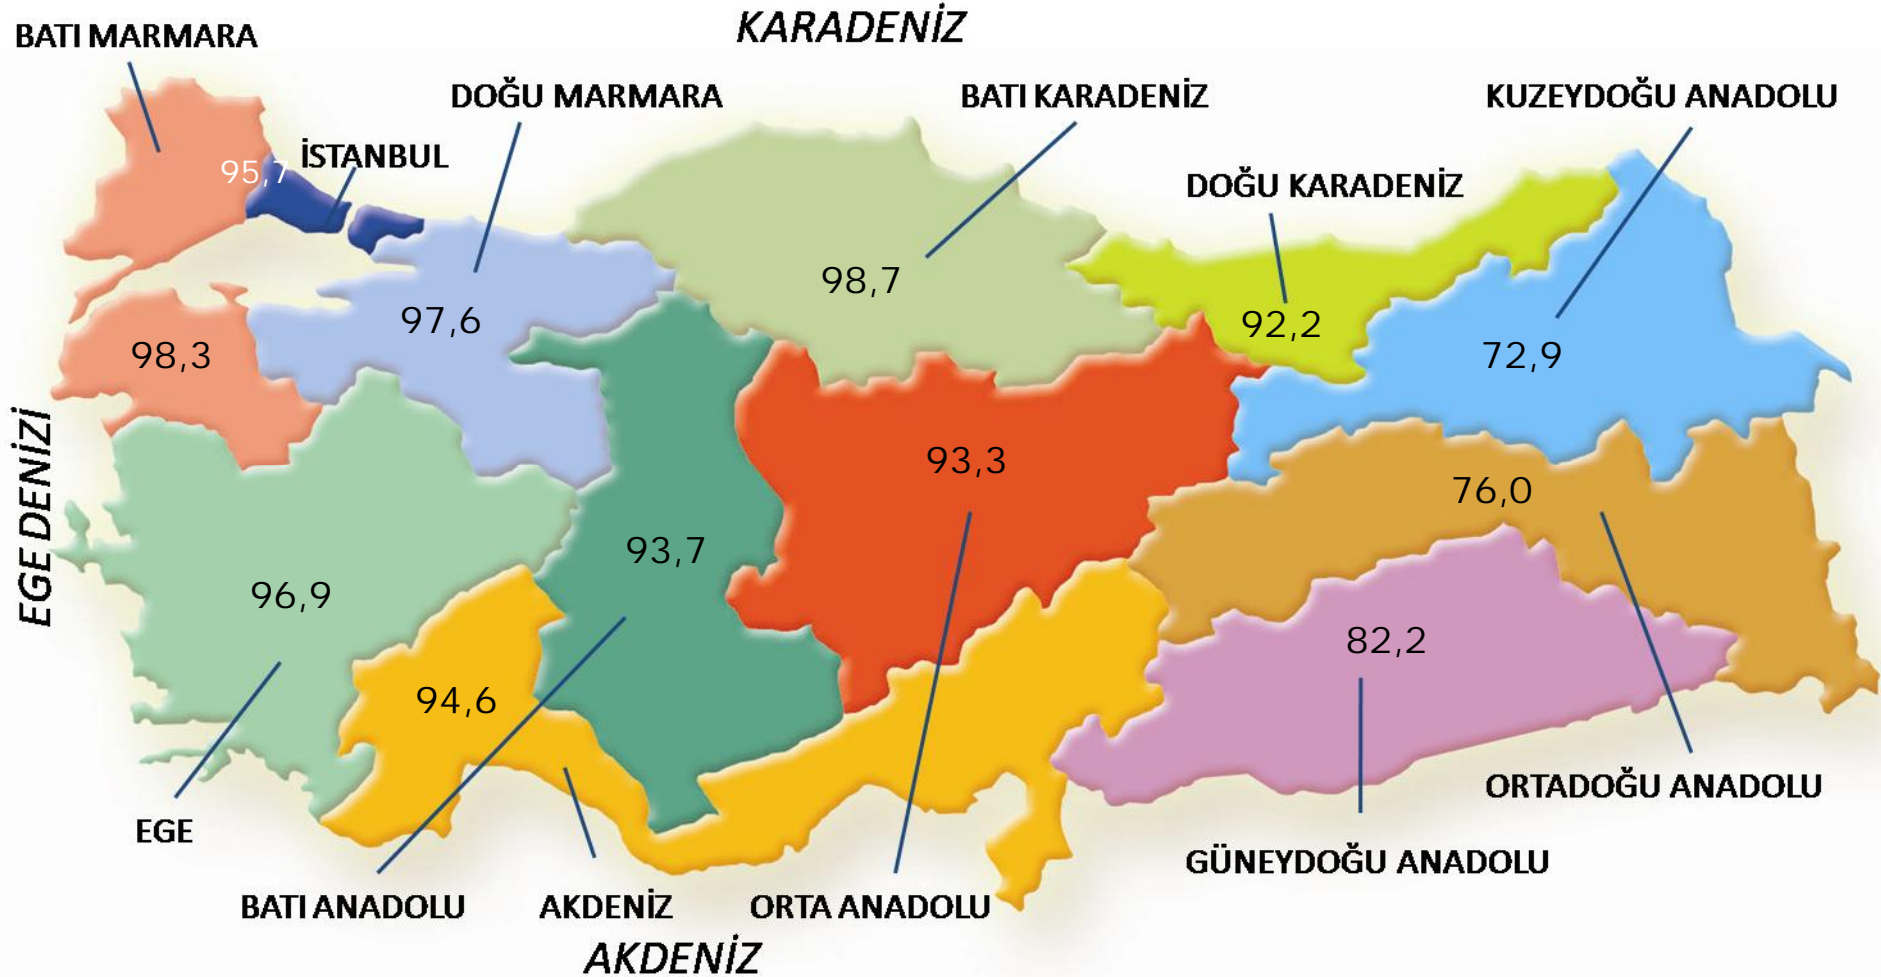 KARADENİZ
BATI MARMARA
DOĞU MARMARA
BATI KARADENİZ
KUZEYDOĞU ANADOLU
İSTANBUL
95,7
DOĞU KARADENİZ
98,7
97,6
92,2
98,3
72,9
EGE DENİZİ
93,3
76,0
93,7
96,9
82,2
94,6
ORTADOĞU ANADOLU
EGE
GÜNEYDOĞU ANADOLU
BATI ANADOLU
AKDENİZ
ORTA ANADOLU
AKDENİZ